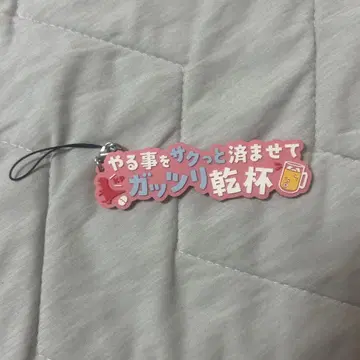 やる事をサクっと済ませて
ガッツリ乾杯